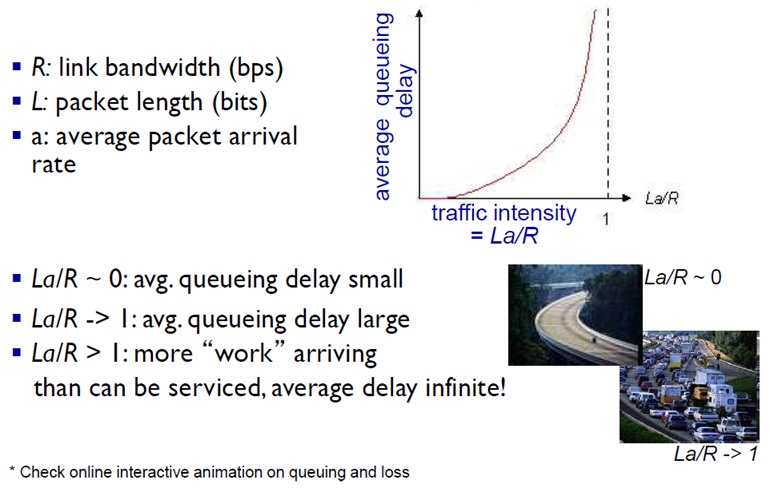 ▪ R: link bandwidth (bps)
▪ L: packet length (bits)
▪ a: average packet arrival
rate
average queueing
delay
traffic intensity
= La/R
1
La/R
▪ La/R ~ 0: avg. queueing delay small
▪ La/R -> 1: avg. queueing delay large
▪ La/R > 1: more “work” arriving
than can be serviced, average delay infinite!
La/R ~ 0
La/R -> 1
* Check online interactive animation on queuing and loss